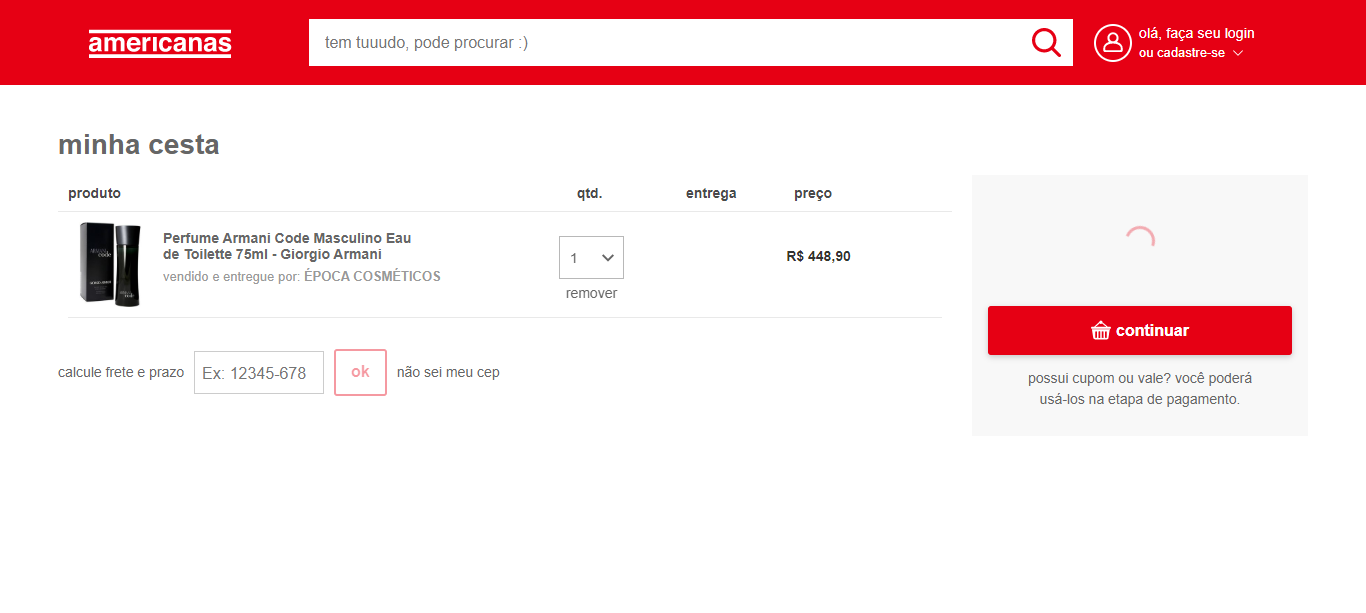 americanas
tem tuuudo, pode procurar :)
olá, faça seu login
ou cadastre-se
minha cesta
produto qtd. entrega preço
Perfume Armani Code Masculino Eau
de Toilette 75ml - Giorgio Armani
vendido e entregue por: ÉPOCA COSMÉTICOS
1
remover
R$ 448,90
calcule frete e prazo Ex: 12345-678 ok não sei meu cep
continuar
possui cupom ou vale? você poderá
usá-los na etapa de pagamento.